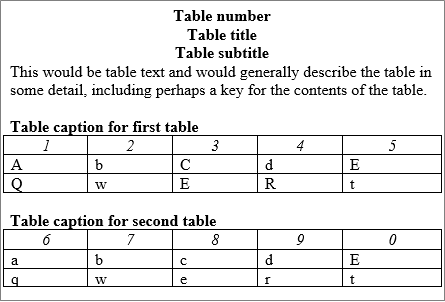 Table number
Table title
Table subtitle
This would be table text and would generally describe the table in
some detail, including perhaps a key for the contents of the table.
Table caption for first table
1 2 3 4 5
A b C d E
Q w E R t
Table caption for second table
6 7 8 9 0
a b c d E
q w e r t